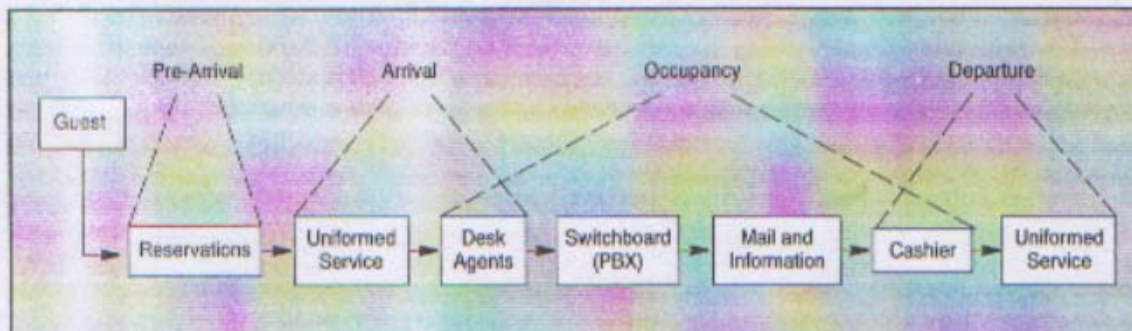 Pre-Arrival
Arrival
Occupancy
Departure
Guest
Reservations
Uniformed
Service
Desk
Agents
Switchboard
(PBX)
Mail and
Information
Cashier
Uniformed
Service